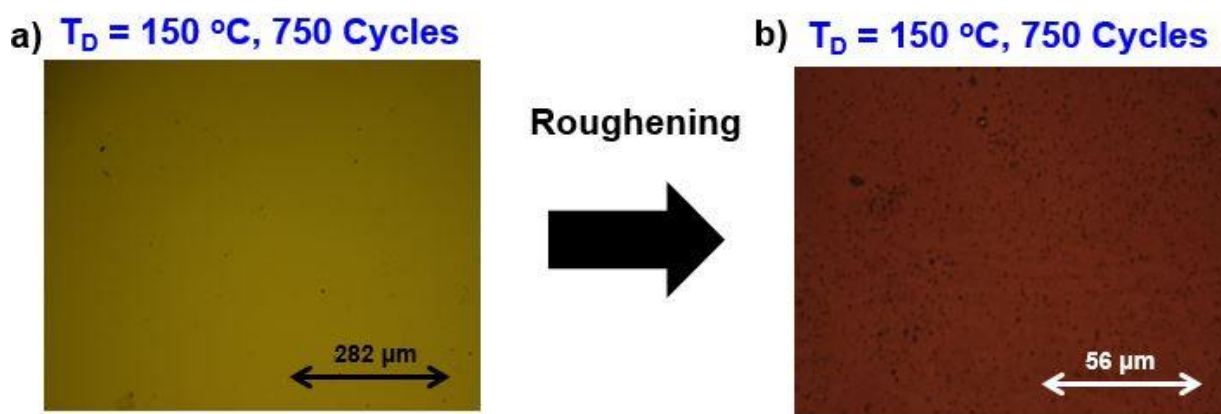 a) T_D = 150 °C, 750 Cycles
b) T_D = 150 °C, 750 Cycles
Roughening
282 µm
56 µm